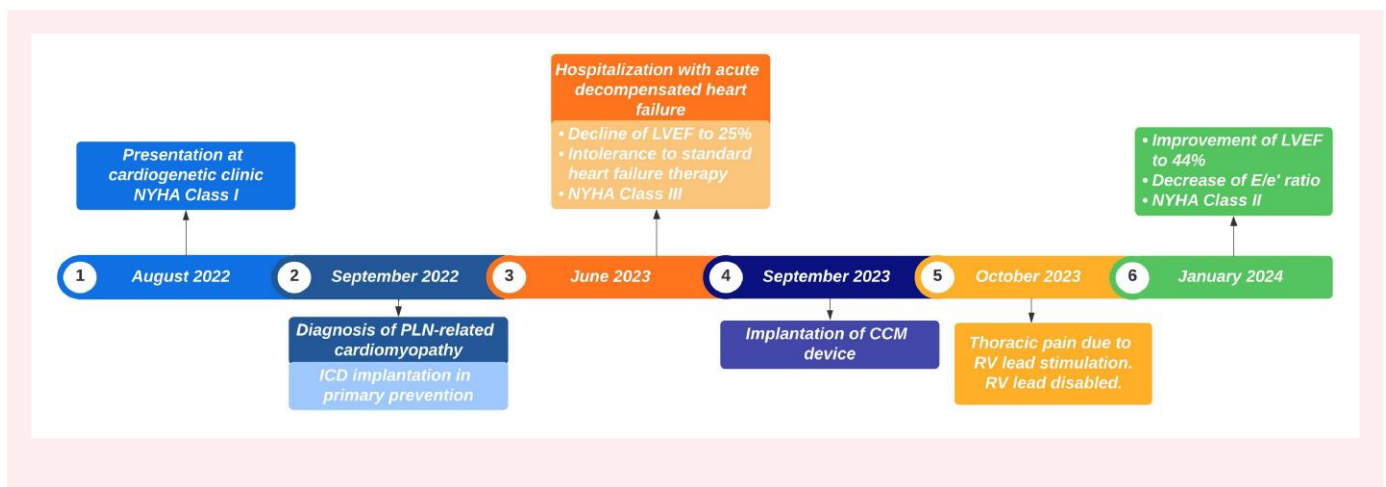 Presentation at
cardiogenetic clinic
NYHA Class I
Hospitalization with acute
decompensated heart
failure
• Decline of LVEF to 25%
• Intolerance to standard
heart failure therapy
• NYHA Class III
• Improvement of LVEF
to 44%
• Decrease of E/e' ratio
• NYHA Class II
1 August 2022
2 September 2022
3 June 2023
4 September 2023
5 October 2023
6 January 2024
Diagnosis of PLN-related
cardiomyopathy
ICD implantation in
primary prevention
Implantation of CCM
device
Thoracic pain due to
RV lead stimulation.
RV lead disabled.